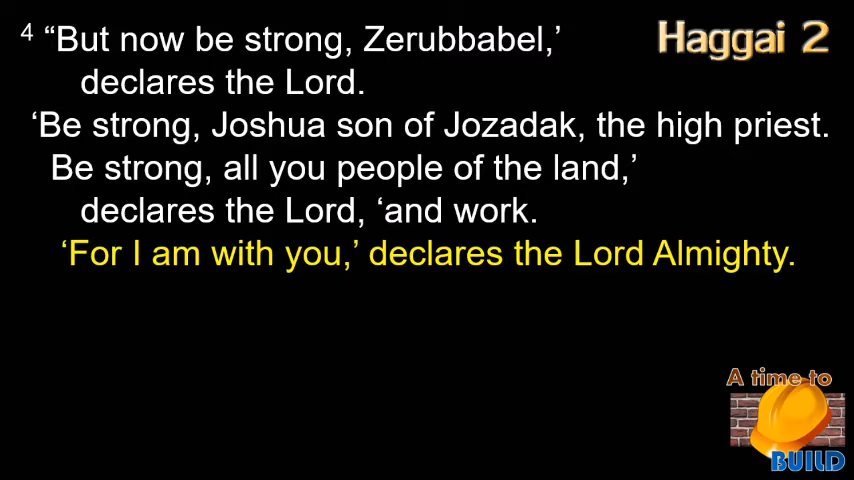 4 “But now be strong, Zerubbabel,’
Haggai 2
declares the Lord.
‘Be strong, Joshua son of Jozadak, the high priest.
Be strong, all you people of the land,’
declares the Lord, ‘and work.
‘For I am with you,’ declares the Lord Almighty.
A time to
BUILD